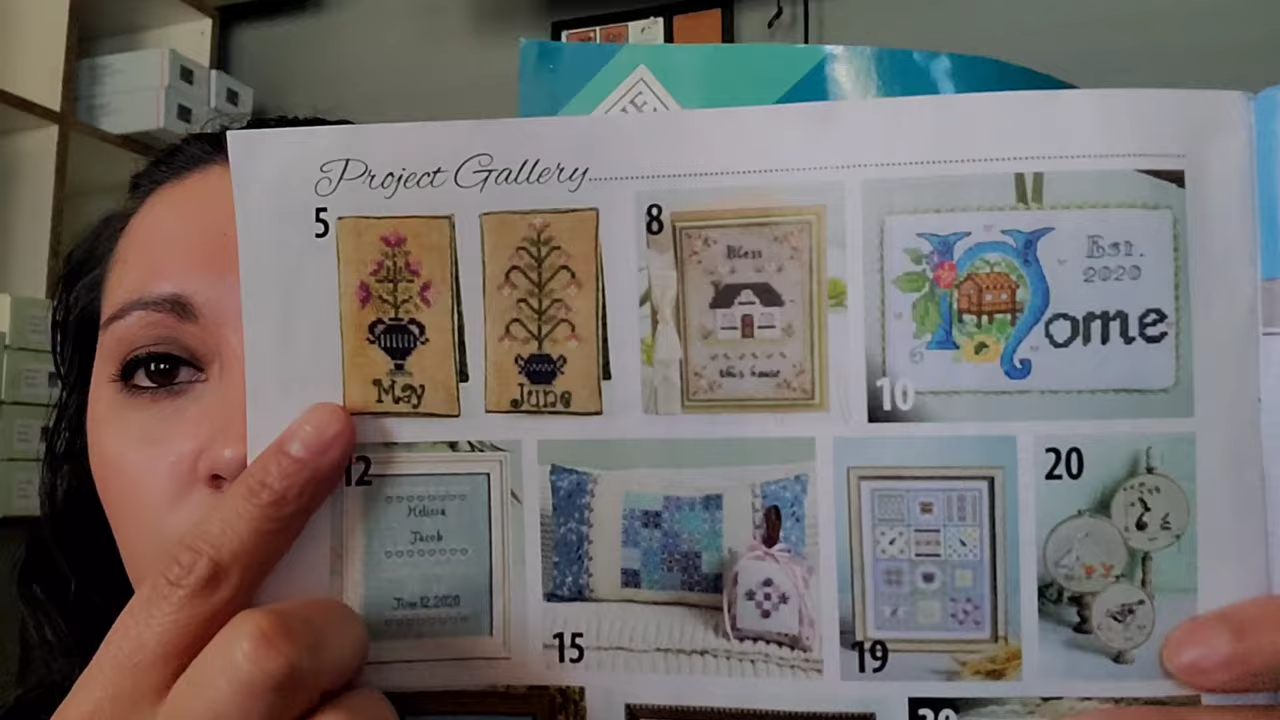 Project Gallery
5
May
June
8
Bless
this house
10
Est.
2020
Home
12
Melissa
Jacob
June 12, 2020
15
19
20